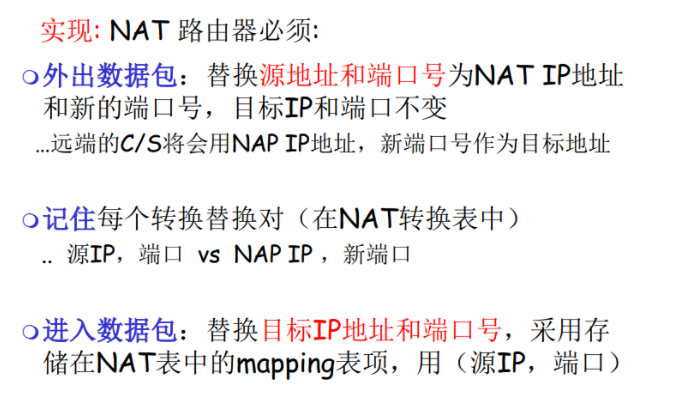 实现: NAT 路由器必须:
外出数据包：替换源地址和端口号为NAT IP地址
和新的端口号，目标IP和端口不变
…远端的C/S将会用NAP IP地址，新端口号作为目标地址
记住每个转换替换对（在NAT转换表中）
.. 源IP，端口 vs NAP IP ，新端口
进入数据包：替换目标IP地址和端口号，采用存
储在NAT表中的mapping表项，用（源IP，端口）